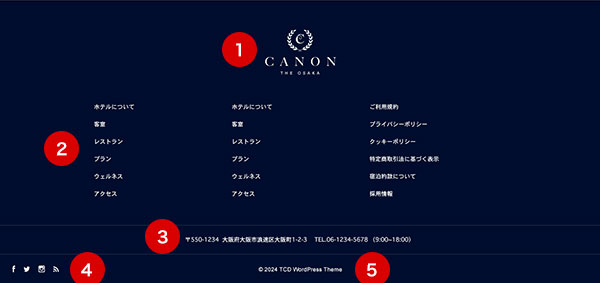 1
C
CANON
THE OSAKA
2
ホテルについて
客室
レストラン
プラン
ウェルネス
アクセス
ホテルについて
客室
レストラン
プラン
ウェルネス
アクセス
ご利用規約
プライバシーポリシー
クッキーポリシー
特定商取引法に基づく表示
宿泊約款について
採用情報
3
〒550-1234 大阪府大阪市浪速区大阪町1-2-3 TEL.06-1234-5678 (9:00~18:00)
4
© 2024 TCD WordPress Theme
5